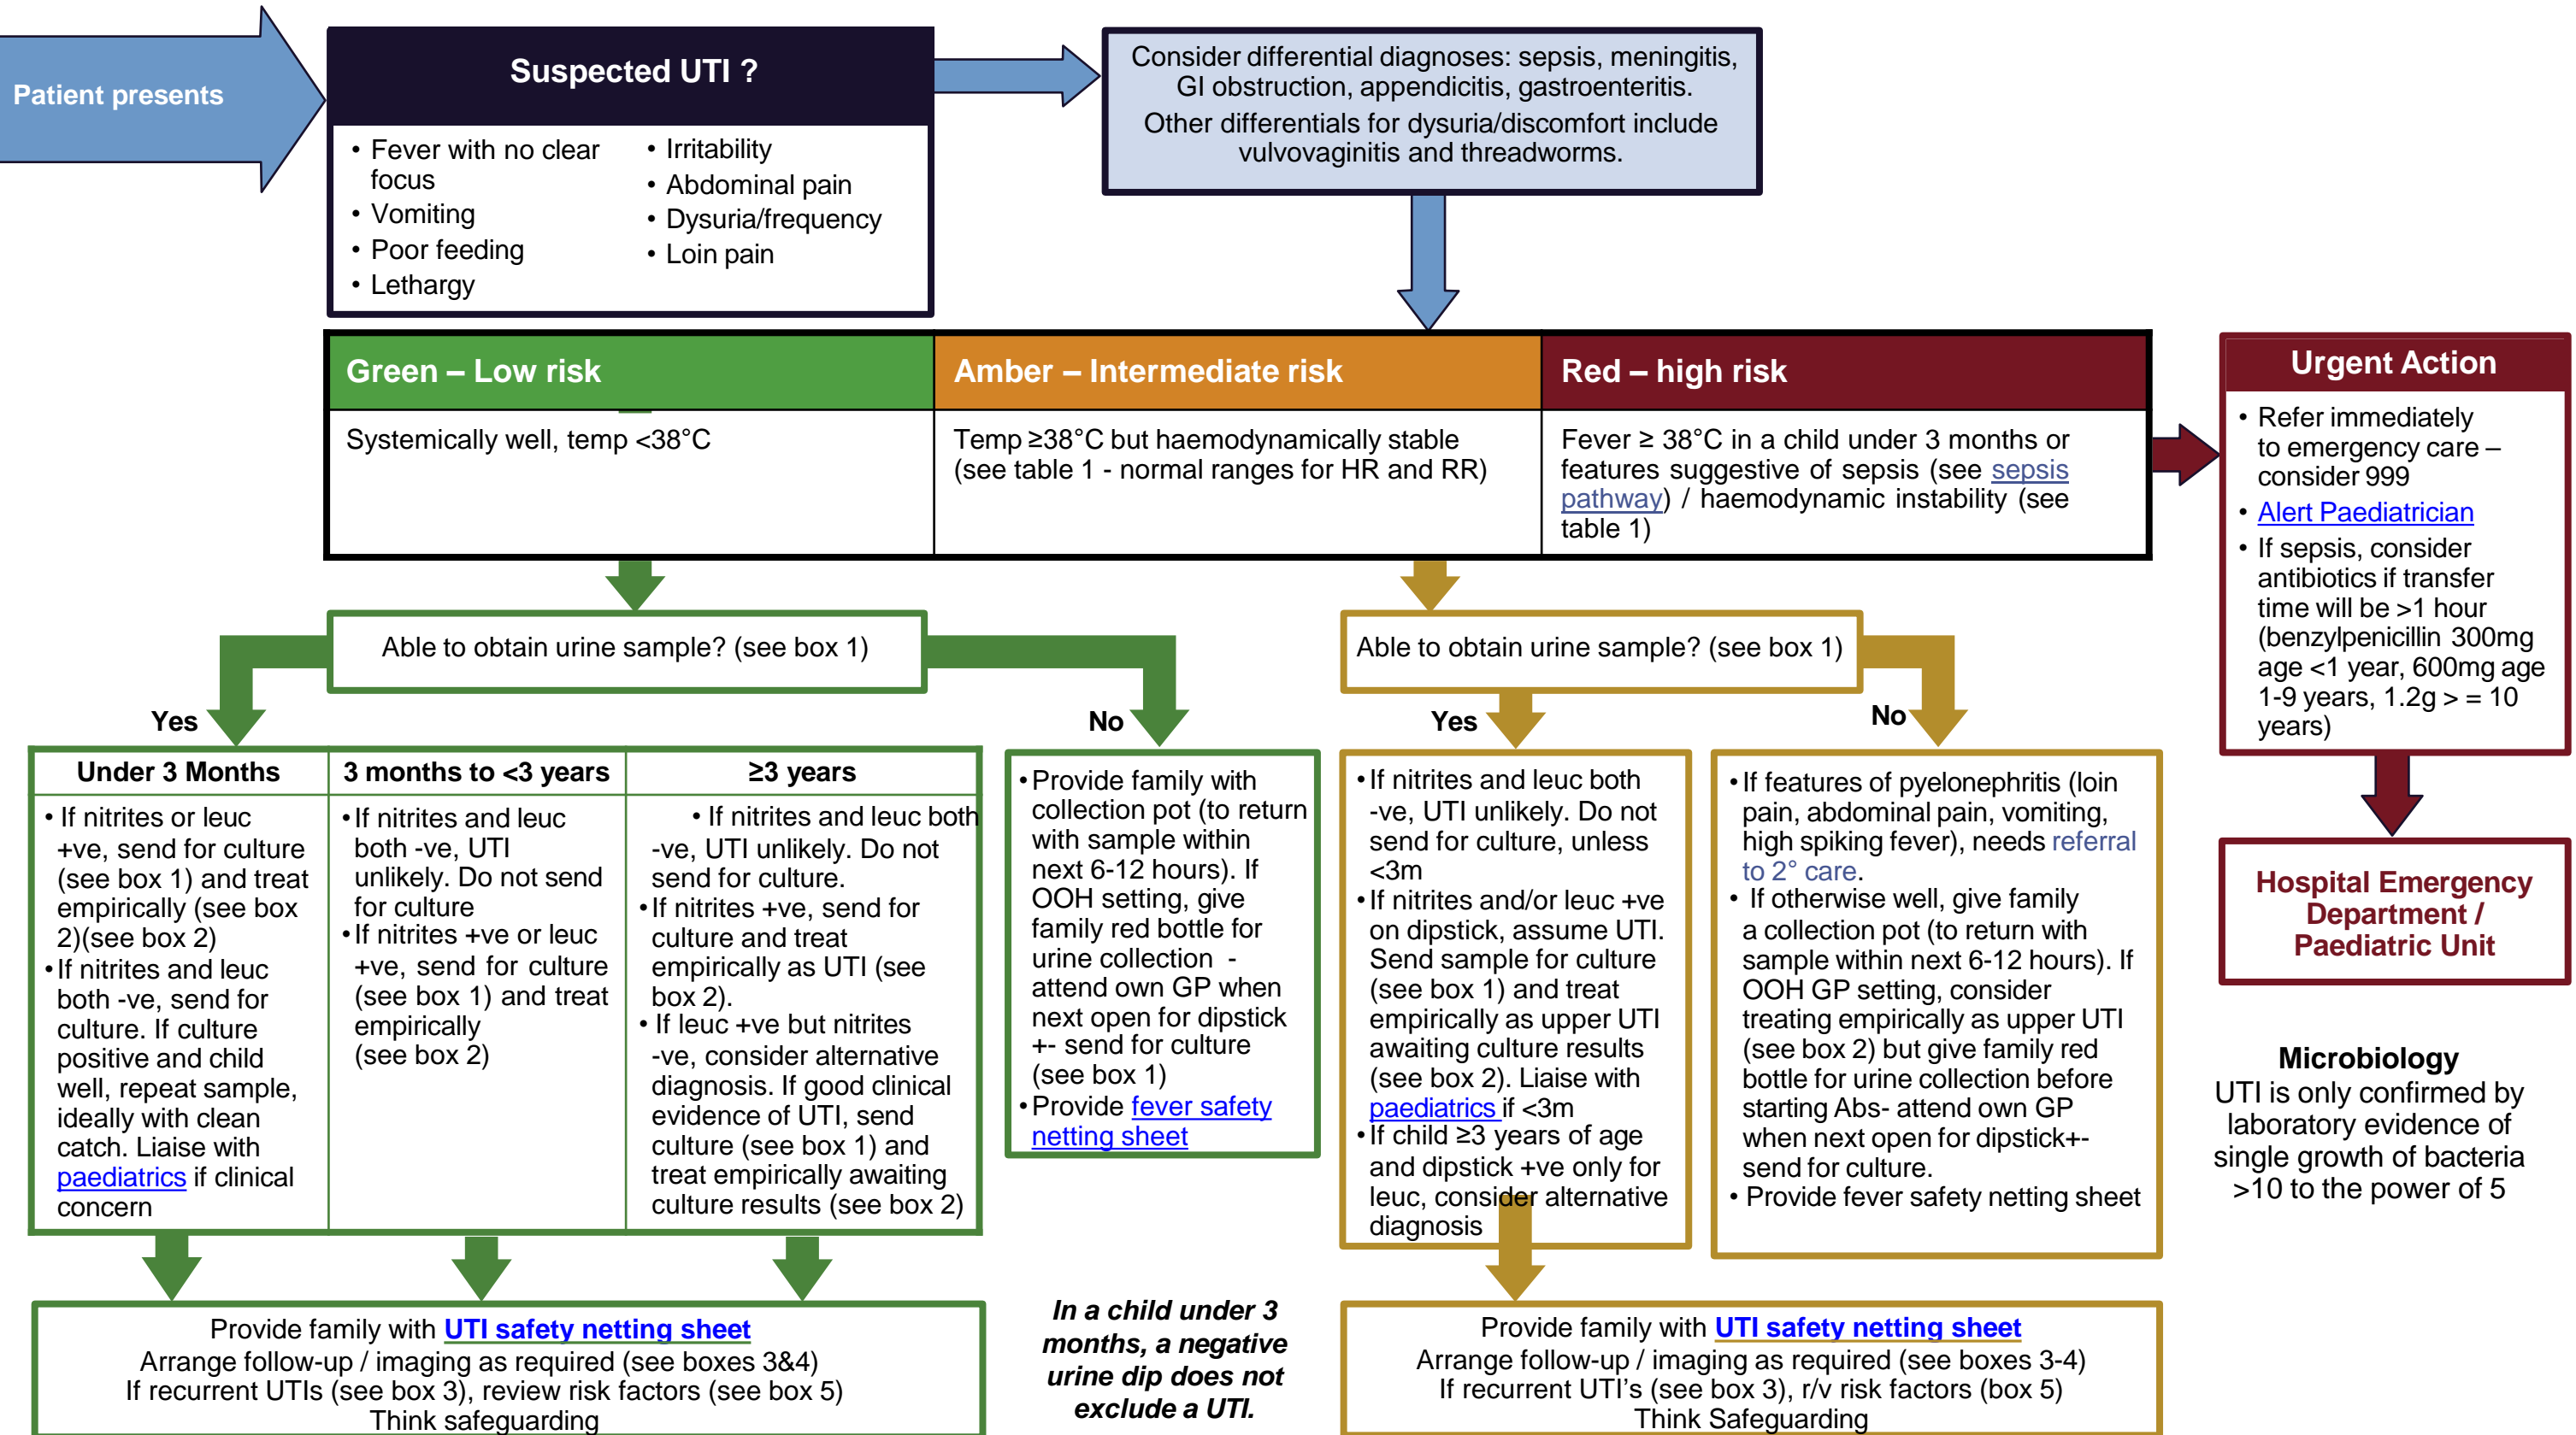 Patient presents
Suspected UTI ?
• Fever with no clear
focus
• Vomiting
• Poor feeding
• Lethargy
• Irritability
• Abdominal pain
• Dysuria/frequency
• Loin pain
Consider differential diagnoses: sepsis, meningitis,
GI obstruction, appendicitis, gastroenteritis.
Other differentials for dysuria/discomfort include
vulvovaginitis and threadworms.
Green – Low risk
Systemically well, temp <38°C
Amber – Intermediate risk
Temp ≥38°C but haemodynamically stable
(see table 1 - normal ranges for HR and RR)
Red – high risk
Fever ≥ 38°C in a child under 3 months or
features suggestive of sepsis (see sepsis
pathway) / haemodynamic instability (see
table 1)
Urgent Action
• Refer immediately
to emergency care –
consider 999
• Alert Paediatrician
• If sepsis, consider
antibiotics if transfer
time will be >1 hour
(benzylpenicillin 300mg
age <1 year, 600mg age
1-9 years, 1.2g > = 10
years)
Hospital Emergency
Department /
Paediatric Unit
Able to obtain urine sample? (see box 1)
Yes
No
Under 3 Months
• If nitrites or leuc
+ve, send for culture
(see box 1) and treat
empirically (see box
2)(see box 2)
• If nitrites and leuc
both -ve, send for
culture. If culture
positive and child
well, repeat sample,
ideally with clean
catch. Liaise with
paediatrics if clinical
concern
3 months to <3 years
• If nitrites and leuc
both -ve, UTI
unlikely. Do not send
for culture
• If nitrites +ve or leuc
+ve, send for culture
(see box 1) and treat
empirically
(see box 2)
≥3 years
• If nitrites and leuc both
-ve, UTI unlikely. Do not
send for culture.
• If nitrites +ve, send for
culture and treat
empirically as UTI (see
box 2).
• If leuc +ve but nitrites
-ve, consider alternative
diagnosis. If good clinical
evidence of UTI, send
culture (see box 1) and
treat empirically awaiting
culture results (see box 2)
• Provide family with
collection pot (to return
with sample within
next 6-12 hours). If
OOH setting, give
family red bottle for
urine collection -
attend own GP when
next open for dipstick
+- send for culture
(see box 1)
• Provide fever safety
netting sheet
Able to obtain urine sample? (see box 1)
Yes
No
• If nitrites and leuc both
-ve, UTI unlikely. Do not
send for culture, unless
<3m
• If nitrites and/or leuc +ve
on dipstick, assume UTI.
Send sample for culture
(see box 1) and treat
empirically as upper UTI
awaiting culture results
(see box 2). Liaise with
paediatrics if <3m
• If child ≥3 years of age
and dipstick +ve only for
leuc, consider alternative
diagnosis
• If features of pyelonephritis (loin
pain, abdominal pain, vomiting,
high spiking fever), needs referral
to 2° care.
• If otherwise well, give family
a collection pot (to return with
sample within next 6-12 hours). If
OOH GP setting, consider
treating empirically as upper UTI
(see box 2) but give family red
bottle for urine collection before
starting Abs- attend own GP
when next open for dipstick+-
send for culture.
• Provide fever safety netting sheet
Microbiology
UTI is only confirmed by
laboratory evidence of
single growth of bacteria
>10 to the power of 5
Provide family with UTI safety netting sheet
Arrange follow-up / imaging as required (see boxes 3&4)
If recurrent UTIs (see box 3), review risk factors (see box 5)
Think safeguarding
In a child under 3
months, a negative
urine dip does not
exclude a UTI.
Provide family with UTI safety netting sheet
Arrange follow-up / imaging as required (see boxes 3-4)
If recurrent UTI's (see box 3), r/v risk factors (box 5)
Think Safeguarding